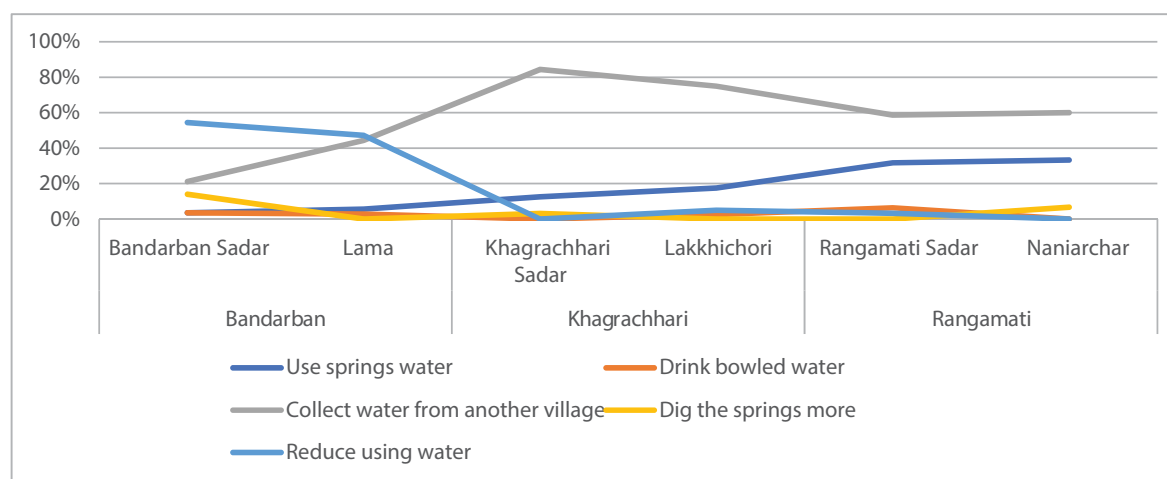 100%
80%
60%
40%
20%
0%
Bandarban Sadar Lama Khagrachhari Sadar Lakkhichori Rangamati Sadar Naniarchar
Bandarban Khagrachhari Rangamati
Use springs water Drink bowled water
Collect water from another village Dig the springs more
Reduce using water